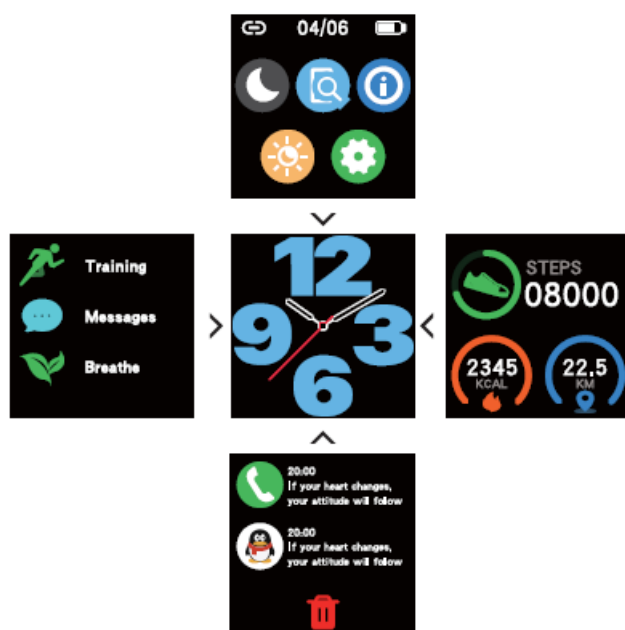 04/06
Training
Messages
Breathe
12
9
3
6
STEPS
08000
2345
KCAL
22.5
KM
20:00
If your heart changes,
your attitude will follow
20:00
If your heart changes,
your attitude will follow